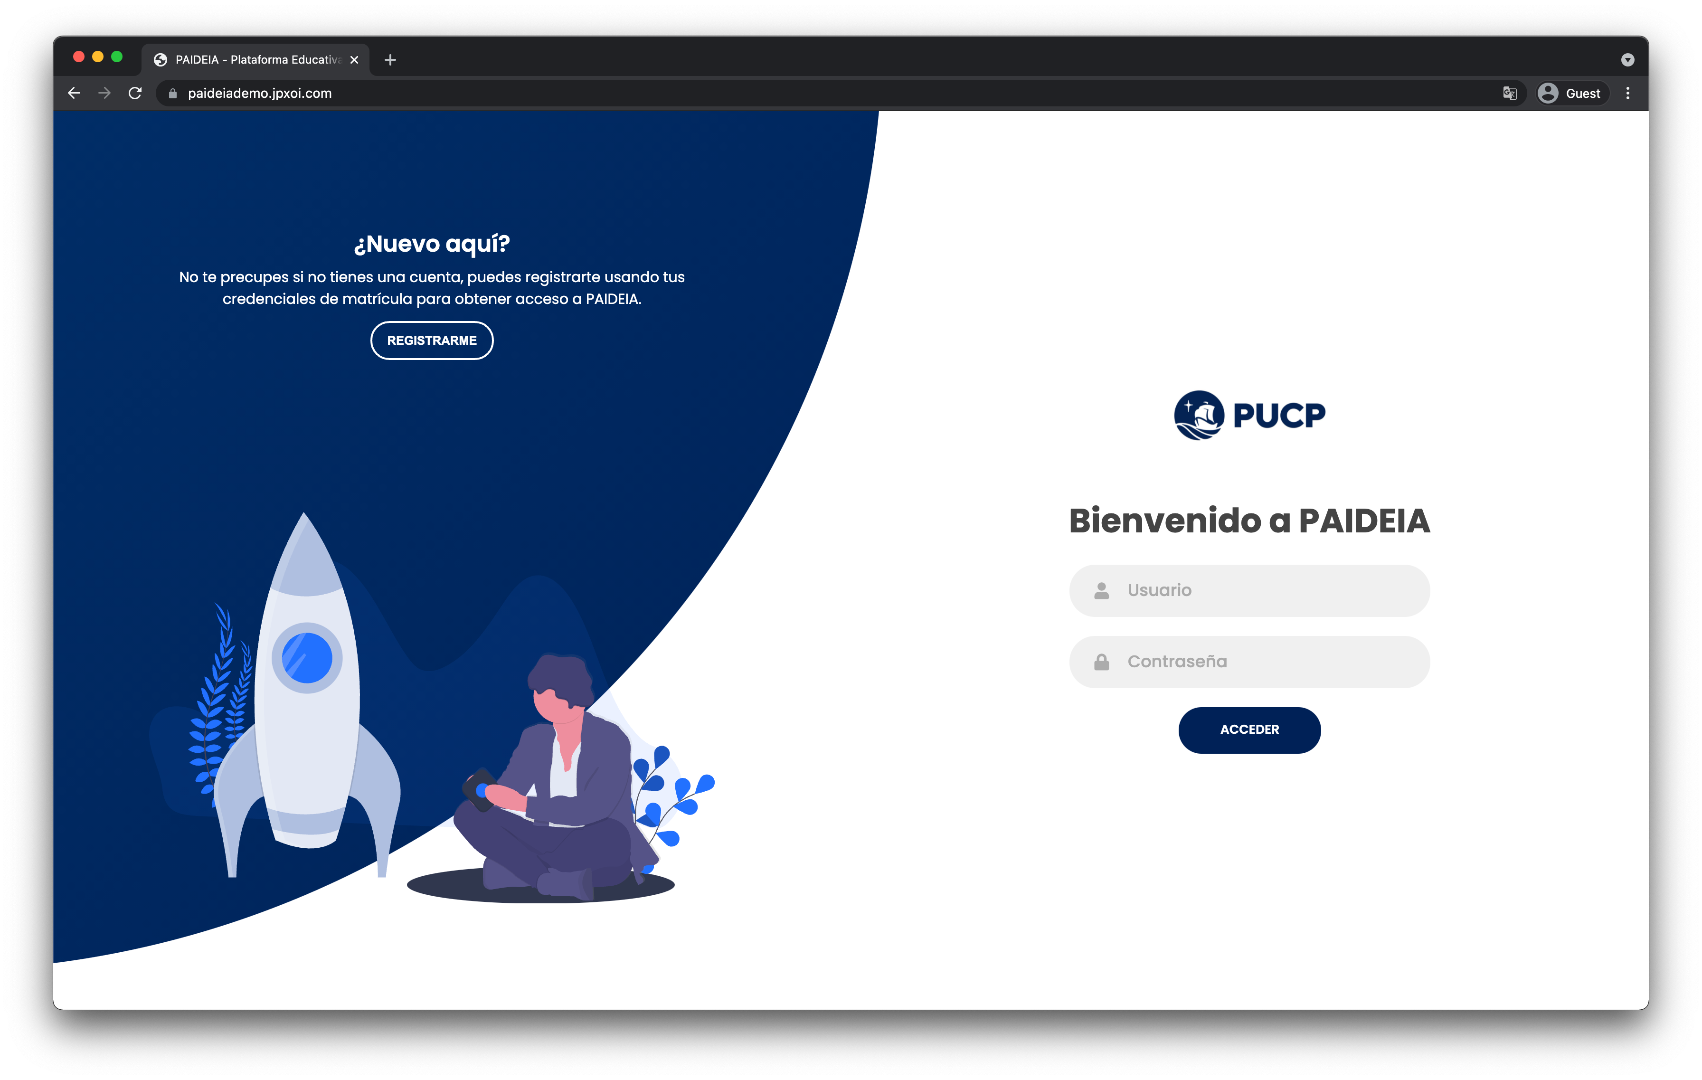 PAIDEIA - Plataforma Educativa
paideiademo.jpxoi.com
Guest
¿Nuevo aquí?
No te precupes si no tienes una cuenta, puedes registrarte usando tus
credenciales de matrícula para obtener acceso a PAIDEIA.
REGISTRARME
PUCP
Bienvenido a PAIDEIA
Usuario
Contraseña
ACCEDER